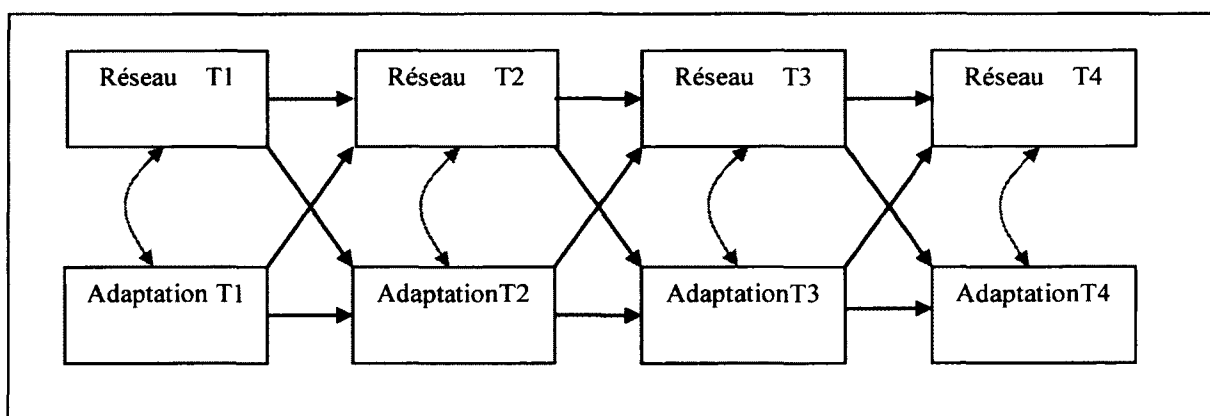 Réseau T1
Réseau T2
Réseau T3
Réseau T4
Adaptation T1
AdaptationT2
AdaptationT3
AdaptationT4